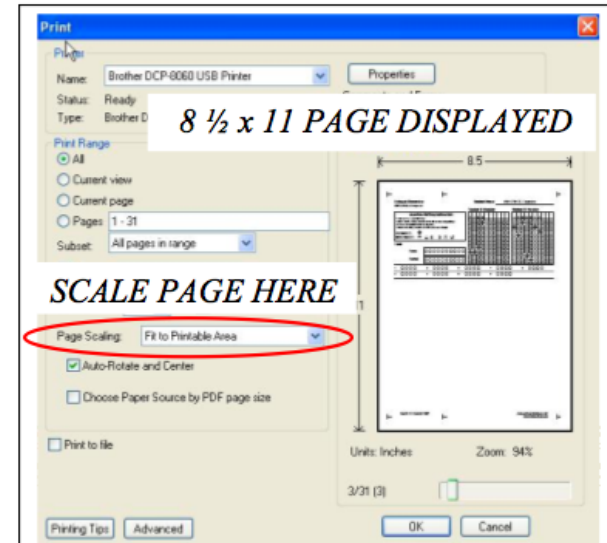 Print
Printer
Name: Brother DCP-8060 USB Printer Properties
Status: Ready
Type: Brother D
8 ½ x 11 PAGE DISPLAYED
Print Range
All
Current view
Current page
Pages 1 - 31
Subset: All pages in range
8.5
SCALE PAGE HERE
Page Scaling: Fit to Printable Area
Auto-Rotate and Center
Choose Paper Source by PDF page size
Print to file
Units: Inches Zoom: 94%
3/31 (3)
Printing Tips Advanced OK Cancel